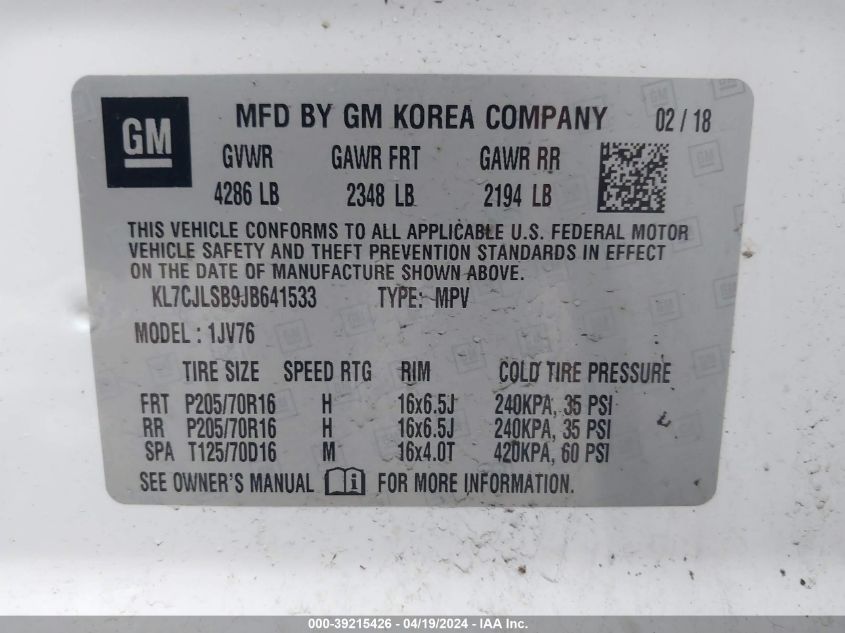 GM MFD BY GM KOREA COMPANY 02 / 18
GVWR GAWR FRT GAWR RR
4286 LB 2348 LB 2194 LB
THIS VEHICLE CONFORMS TO ALL APPLICABLE U.S. FEDERAL MOTOR
VEHICLE SAFETY AND THEFT PREVENTION STANDARDS IN EFFECT
ON THE DATE OF MANUFACTURE SHOWN ABOVE.
KL7CJLSB9JB641533 TYPE: MPV
MODEL : 1JV76
TIRE SIZE SPEED RTG RIM COLD TIRE PRESSURE
FRT P205/70R16 H 16x6.5J 240KPA, 35 PSI
RR P205/70R16 H 16x6.5J 240KPA, 35 PSI
SPA T125/70D16 M 16x4.0T 420KPA, 60 PSI
SEE OWNER'S MANUAL i FOR MORE INFORMATION.
000-39215426 - 04/19/2024 - IAA Inc.